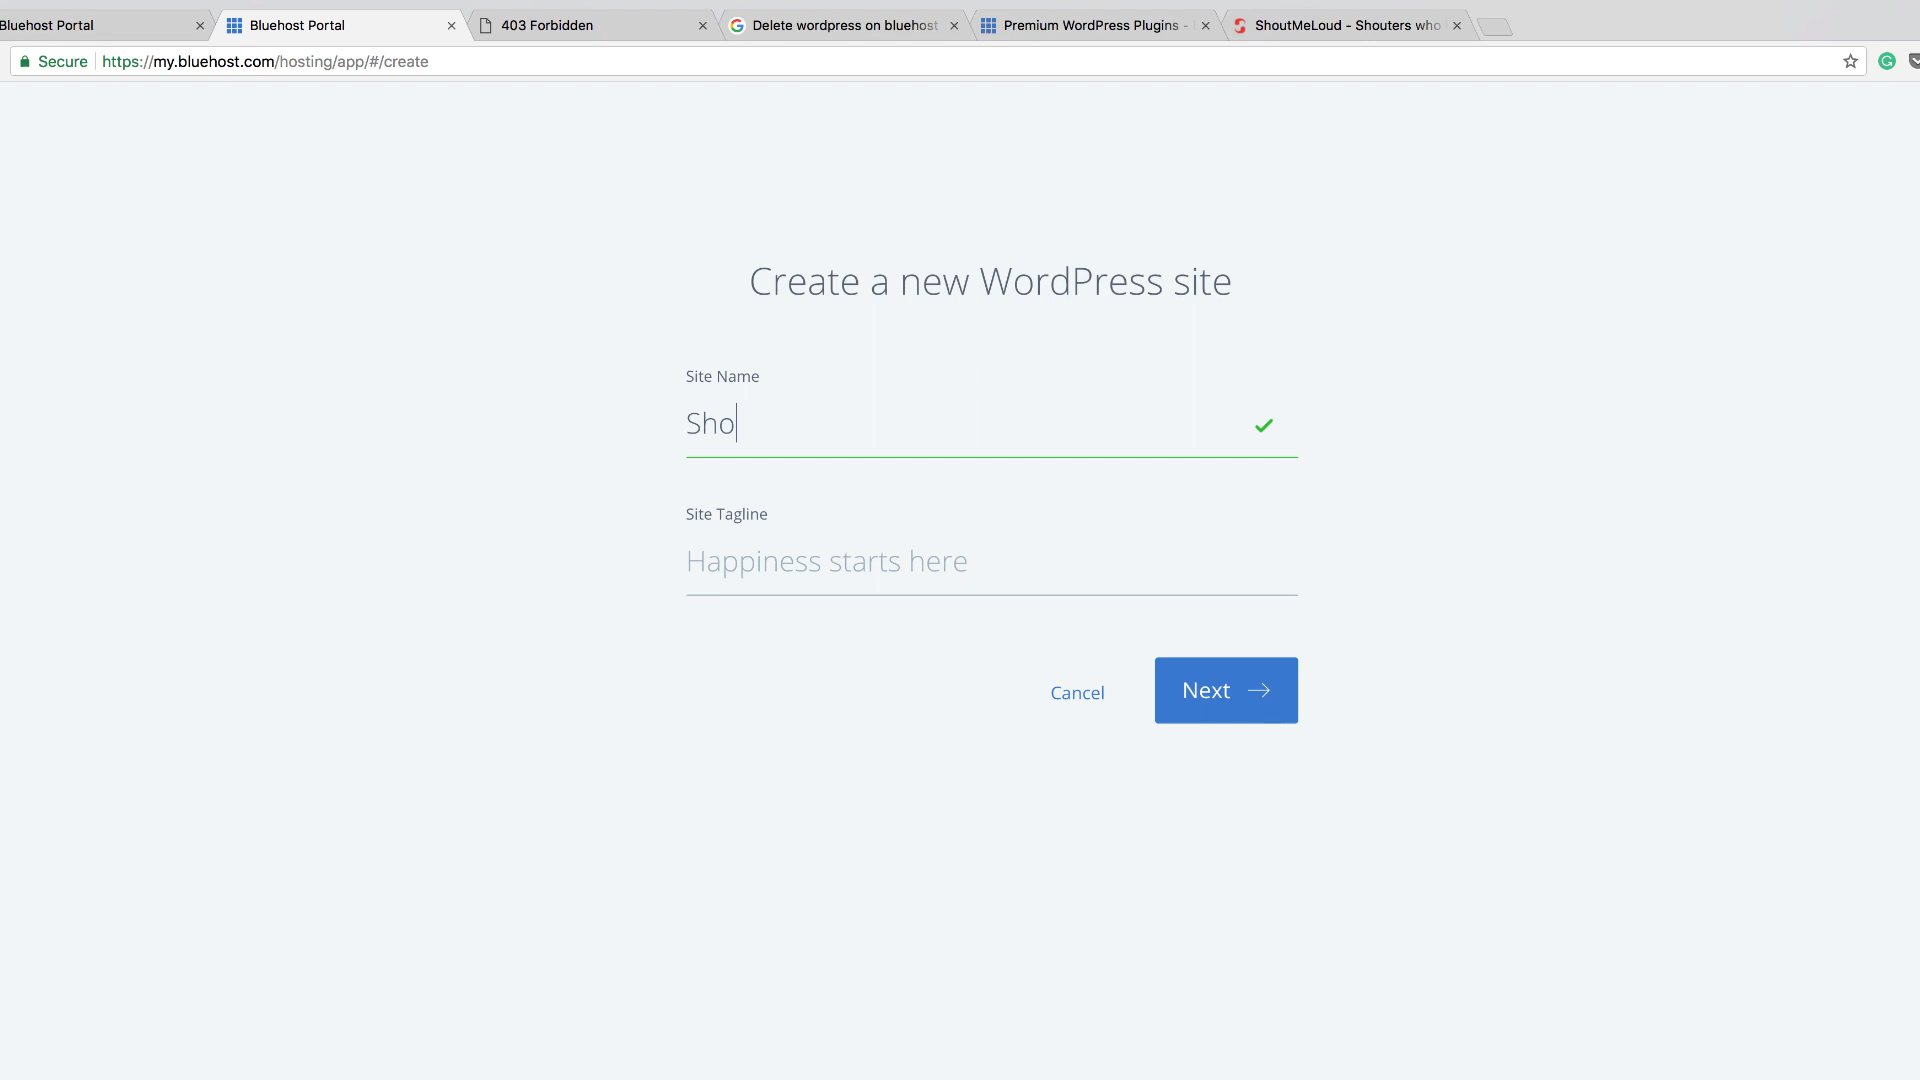 Bluehost Portal
Bluehost Portal
403 Forbidden
Delete wordpress on bluehost
Premium WordPress Plugins -
ShoutMeLoud - Shouters who
Secure https://my.bluehost.com/hosting/app/#/create
Create a new WordPress site
Site Name
Sho
Site Tagline
Happiness starts here
Cancel
Next